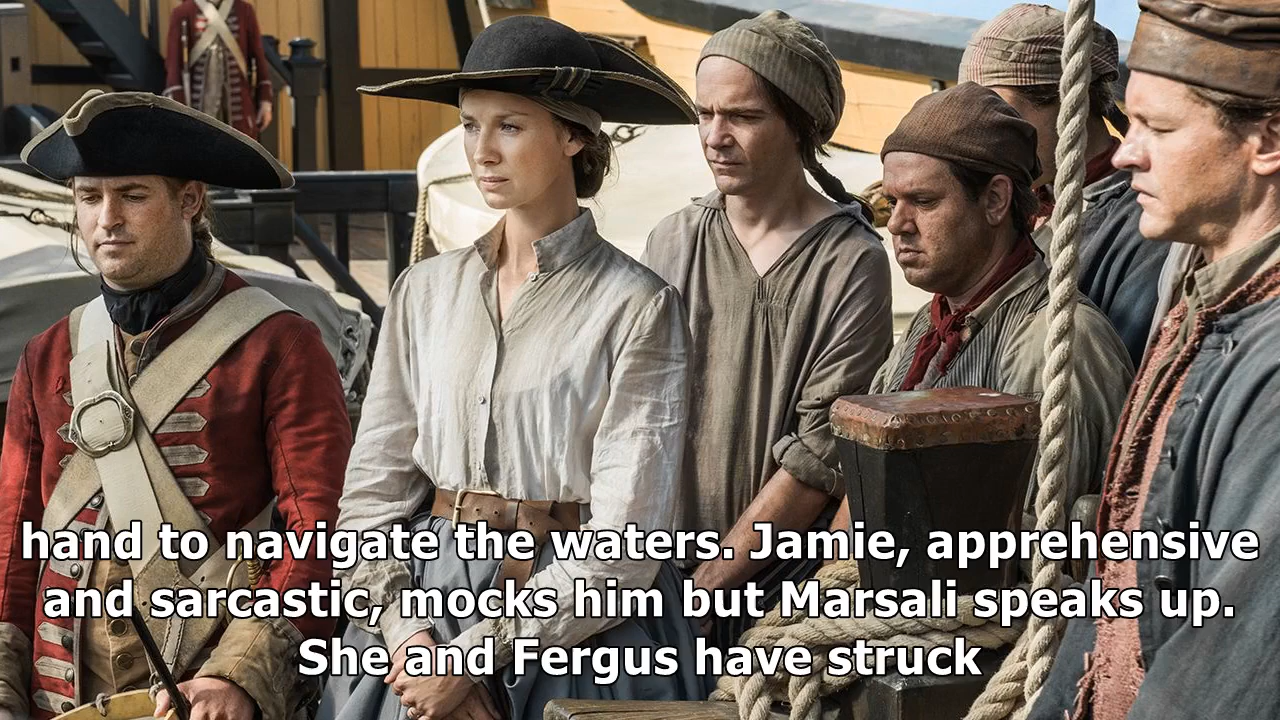 hand to navigate the waters. Jamie, apprehensive
and sarcastic, mocks him but Marsali speaks up.
She and Fergus have struck